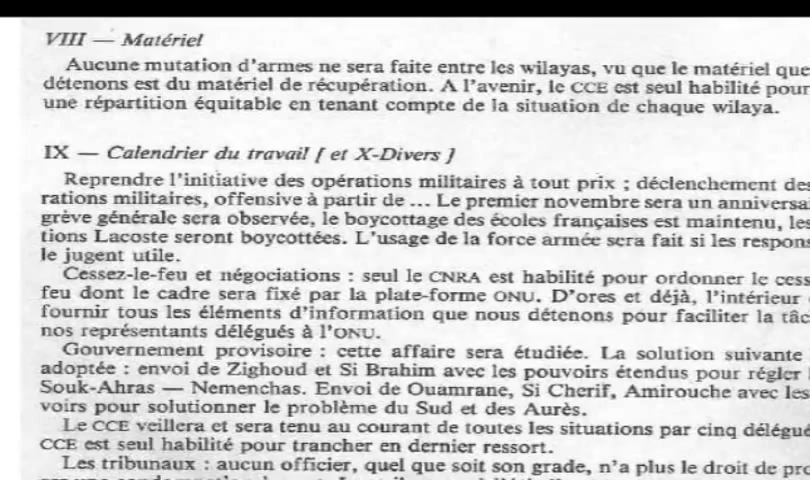 VIII — Matériel
Aucune mutation d'armes ne sera faite entre les wilayas, vu que le matériel que
détenons est du matériel de récupération. A l'avenir, le CCE est seul habilité pour
une répartition équitable en tenant compte de la situation de chaque wilaya.
IX — Calendrier du travail [ et X-Divers ]
Reprendre l'initiative des opérations militaires à tout prix ; déclenchement des
rations militaires, offensive à partir de ... Le premier novembre sera un anniversai
grève générale sera observée, le boycottage des écoles françaises est maintenu, les
tions Lacoste seront boycottées. L'usage de la force armée sera fait si les respons
le jugent utile.
Cessez-le-feu et négociations : seul le CNRA est habilité pour ordonner le cess
feu dont le cadre sera fixé par la plate-forme ONU. D'ores et déjà, l'intérieur
fournir tous les éléments d'information que nous détenons pour faciliter la tâc
nos représentants délégués à l'ONU.
Gouvernement provisoire : cette affaire sera étudiée. La solution suivante
adoptée : envoi de Zighoud et Si Brahim avec les pouvoirs étendus pour régler
Souk-Ahras — Nemenchas. Envoi de Ouamrane, Si Cherif, Amirouche avec les
voirs pour solutionner le problème du Sud et des Aurès.
Le CCE veillera et sera tenu au courant de toutes les situations par cinq délégué
CCE est seul habilité pour trancher en dernier ressort.
Les tribunaux : aucun officier, quel que soit son grade, n'a plus le droit de pro